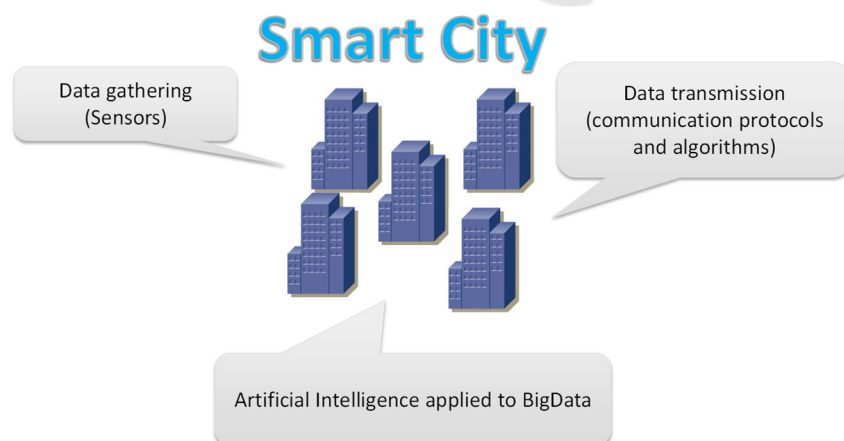 Smart City
Data gathering
(Sensors)
Data transmission
(communication protocols
and algorithms)
Artificial Intelligence applied to BigData